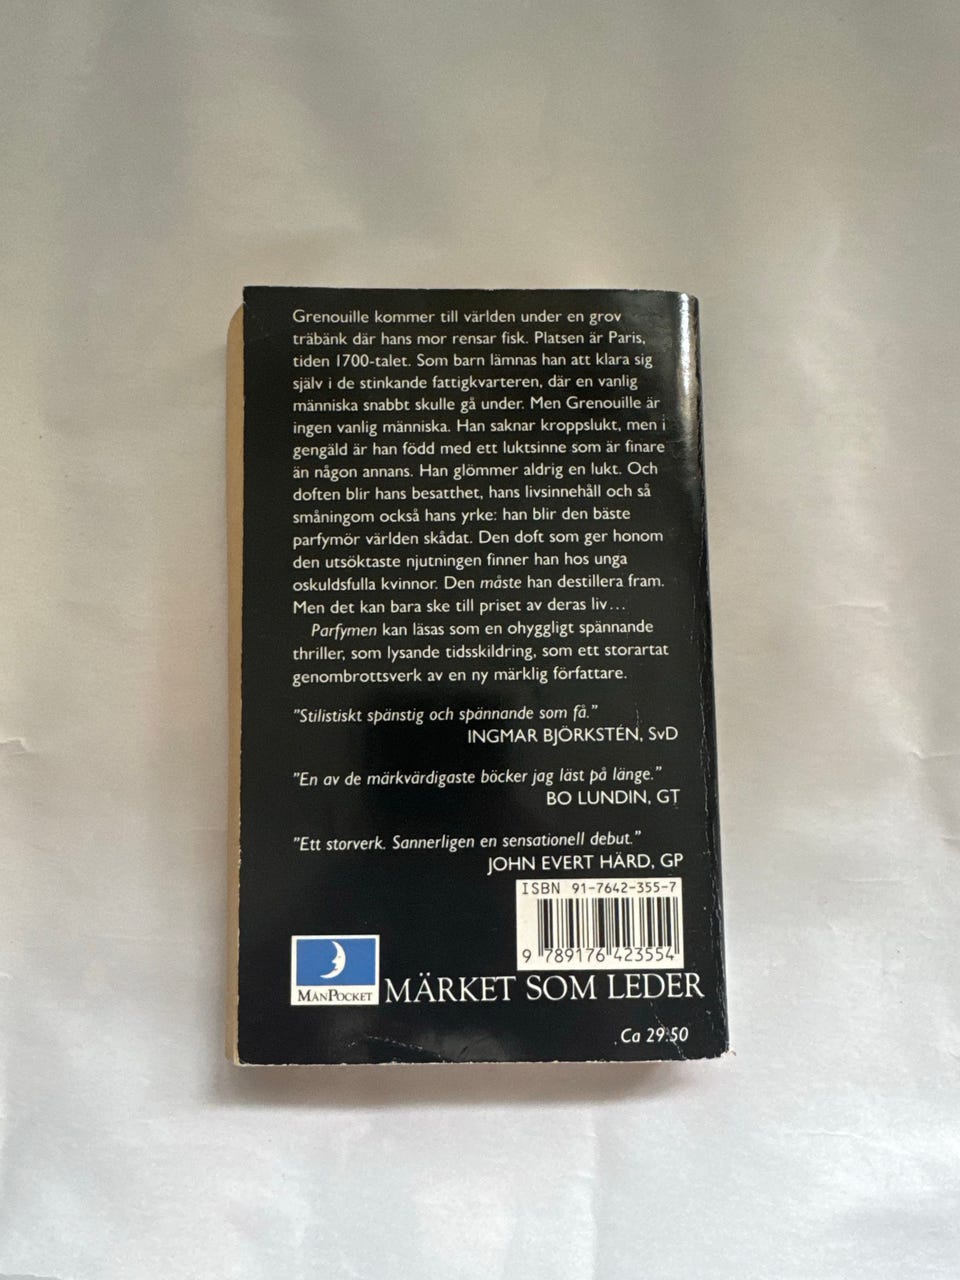 Grenouille kommer till världen under en grov
träbänk där hans mor rensar fisk. Platsen är Paris,
tiden 1700-talet. Som barn lämnas han att klara sig
själv i de stinkande fattigkvarteren, där en vanlig
människa snabbt skulle gå under. Men Grenouille är
ingen vanlig människa. Han saknar kroppslukt, men i
gengäld är han född med ett luktsinne som är finare
än någon annans. Han glömmer aldrig en lukt. Och
doften blir hans besatthet, hans livsinnehåll och så
småningom också hans yrke: han blir den bäste
parfymör världen skådat. Den doft som ger honom
den utsöktaste njutningen finner han hos unga
oskuldsfulla kvinnor. Den måste han destillera fram.
Men det kan bara ske till priset av deras liv...
Parfymen kan läsas som en ohyggligt spännande
thriller, som lysande tidsskildring, som ett storartat
genombrottsverk av en ny märklig författare.
"Stilistiskt spänstig och spännande som få."
INGMAR BJÖRKSTÉN, SvD
"En av de märkvärdigaste böcker jag läst på länge."
BO LUNDIN, GT
"Ett storverk. Sannerligen en sensationell debut."
JOHN EVERT HÄRD, GP
ISBN 91-7642-355-7
9 789176 423554
MÅNPOCKET MÄRKET SOM LEDER
Ca 29:50